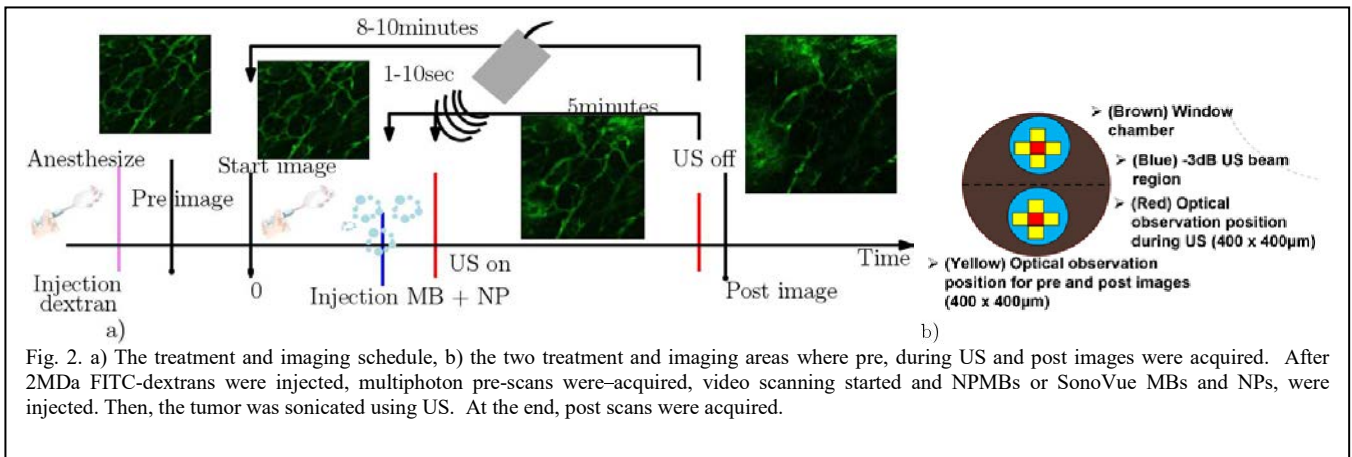 8-10minutes
1-10sec
5minutes
Anesthesize
Pre image
Start image
US off
US on
Time
Injection
dextran
0
Injection MB + NP
Post image
a)
➢ (Brown) Window
chamber
➢ (Blue) -3dB US beam
region
➢ (Red) Optical
observation position
during US (400 x 400µm)
➢ (Yellow) Optical observation
position for pre and post images
(400 x 400µm)
b)
Fig. 2. a) The treatment and imaging schedule, b) the two treatment and imaging areas where pre, during US and post images were acquired. After
2MDa FITC-dextrans were injected, multiphoton pre-scans were–acquired, video scanning started and NPMBs or SonoVue MBs and NPs, were
injected. Then, the tumor was sonicated using US. At the end, post scans were acquired.